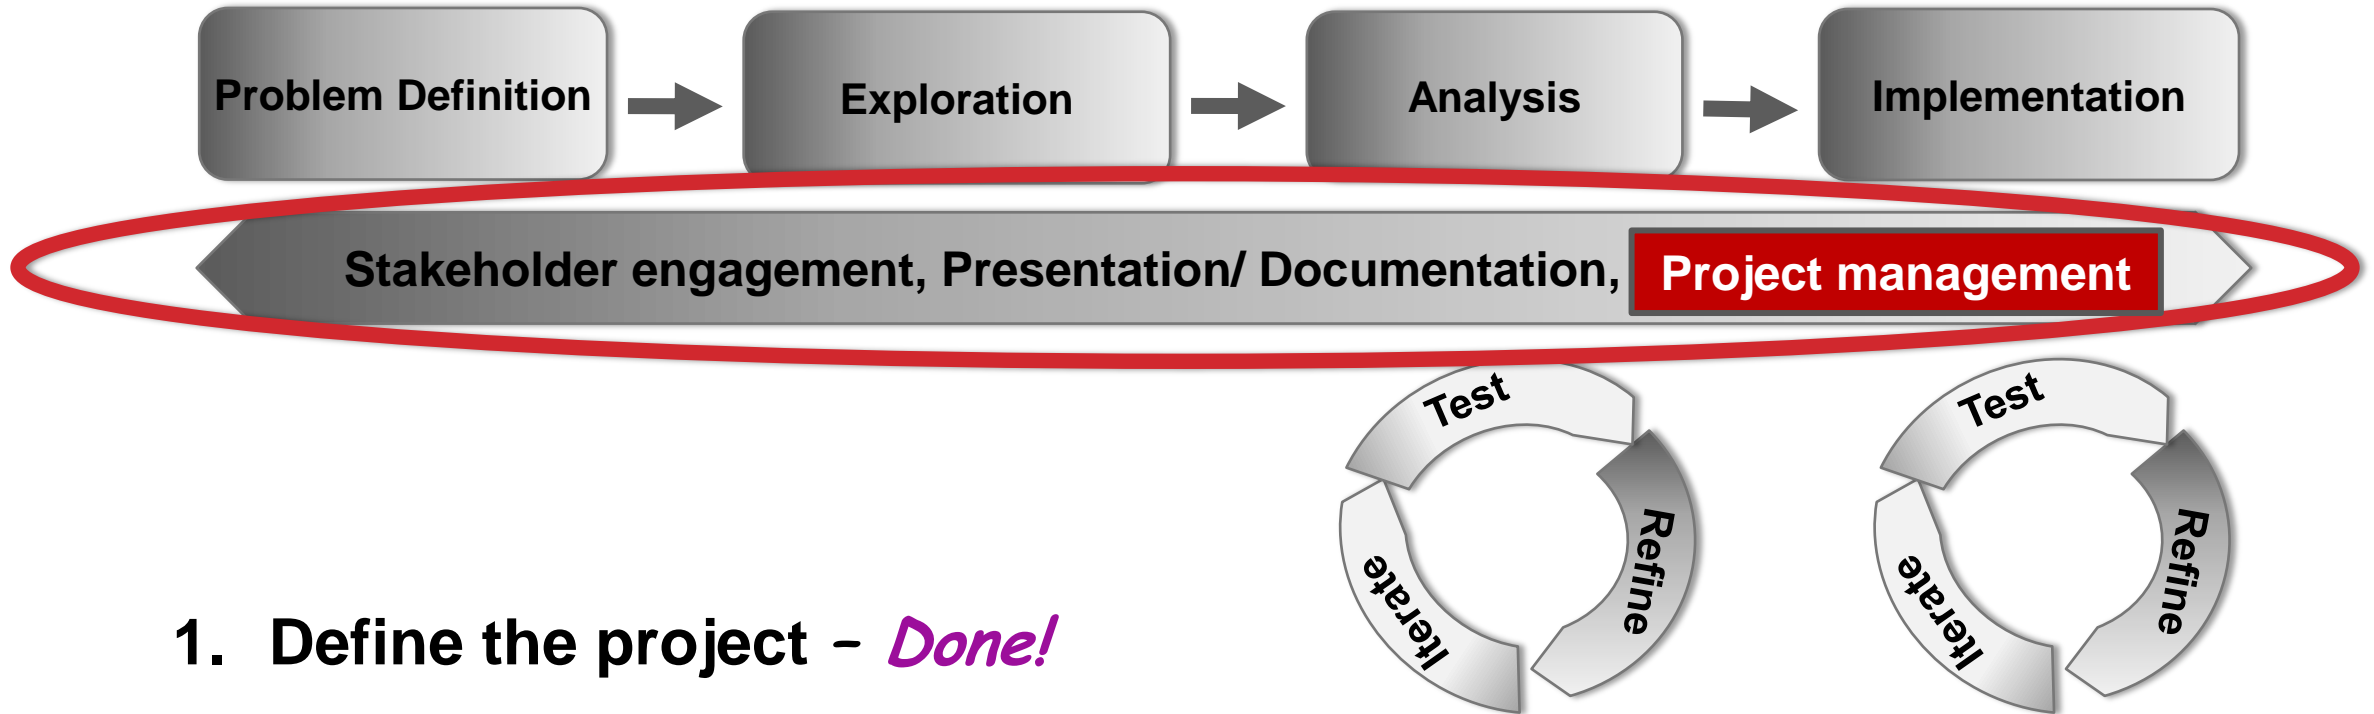 Problem Definition
Exploration
Analysis
Implementation
Stakeholder engagement, Presentation/ Documentation, Project management
Test
Refine
Iterate
Test
Refine
Iterate
1. Define the project – Done!